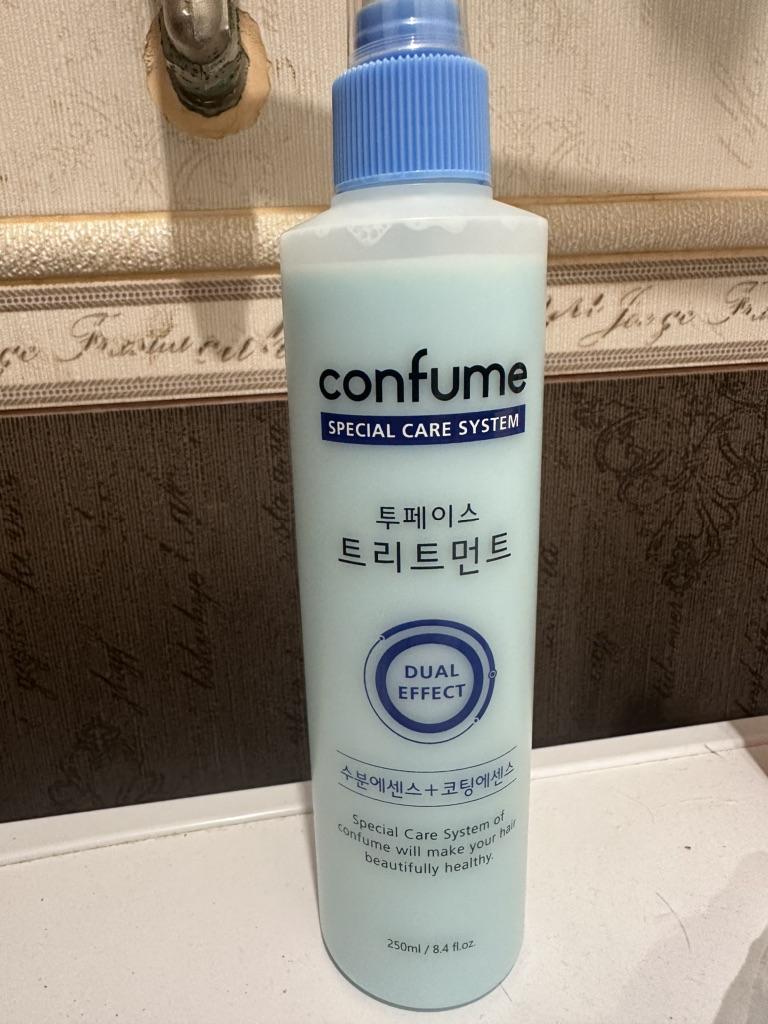 confume
SPECIAL CARE SYSTEM
투페이스
트리트먼트
DUAL
EFFECT
수분에센스+코팅에센스
Special Care System of
confume will make your hair
beautifully healthy.
250ml / 8.4 fl.oz.